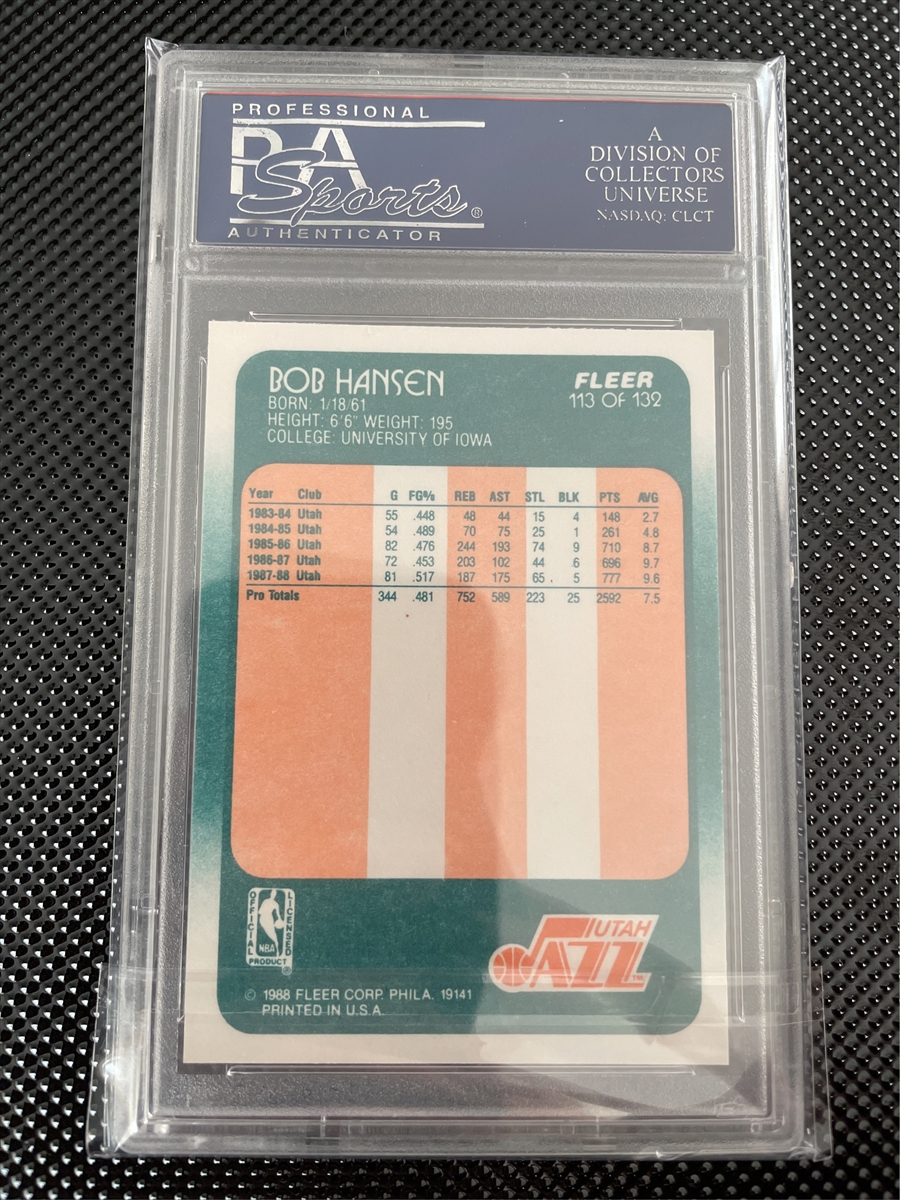 PROFESSIONAL
PSA
Sports®
AUTHENTICATOR
A
DIVISION OF
COLLECTORS
UNIVERSE
NASDAQ: CLCT
BOB HANSEN
BORN: 1/18/61
HEIGHT: 6'6" WEIGHT: 195
COLLEGE: UNIVERSITY OF IOWA
FLEER
113 OF 132
Year Club G FG% REB AST STL BLK PTS AVG
1983-84 Utah 55 .448 48 44 15 4 148 2.7
1984-85 Utah 54 .489 70 75 25 1 261 4.8
1985-86 Utah 82 .476 244 193 74 9 710 8.7
1986-87 Utah 72 .453 203 102 44 6 696 9.7
1987-88 Utah 81 .517 187 175 65 5 777 9.6
Pro Totals 344 .481 752 589 223 25 2592 7.5
OFFICIAL
LICENSED
NBA
PRODUCT®
UTAH
JAZZ™
© 1988 FLEER CORP. PHILA. 19141
PRINTED IN U.S.A.